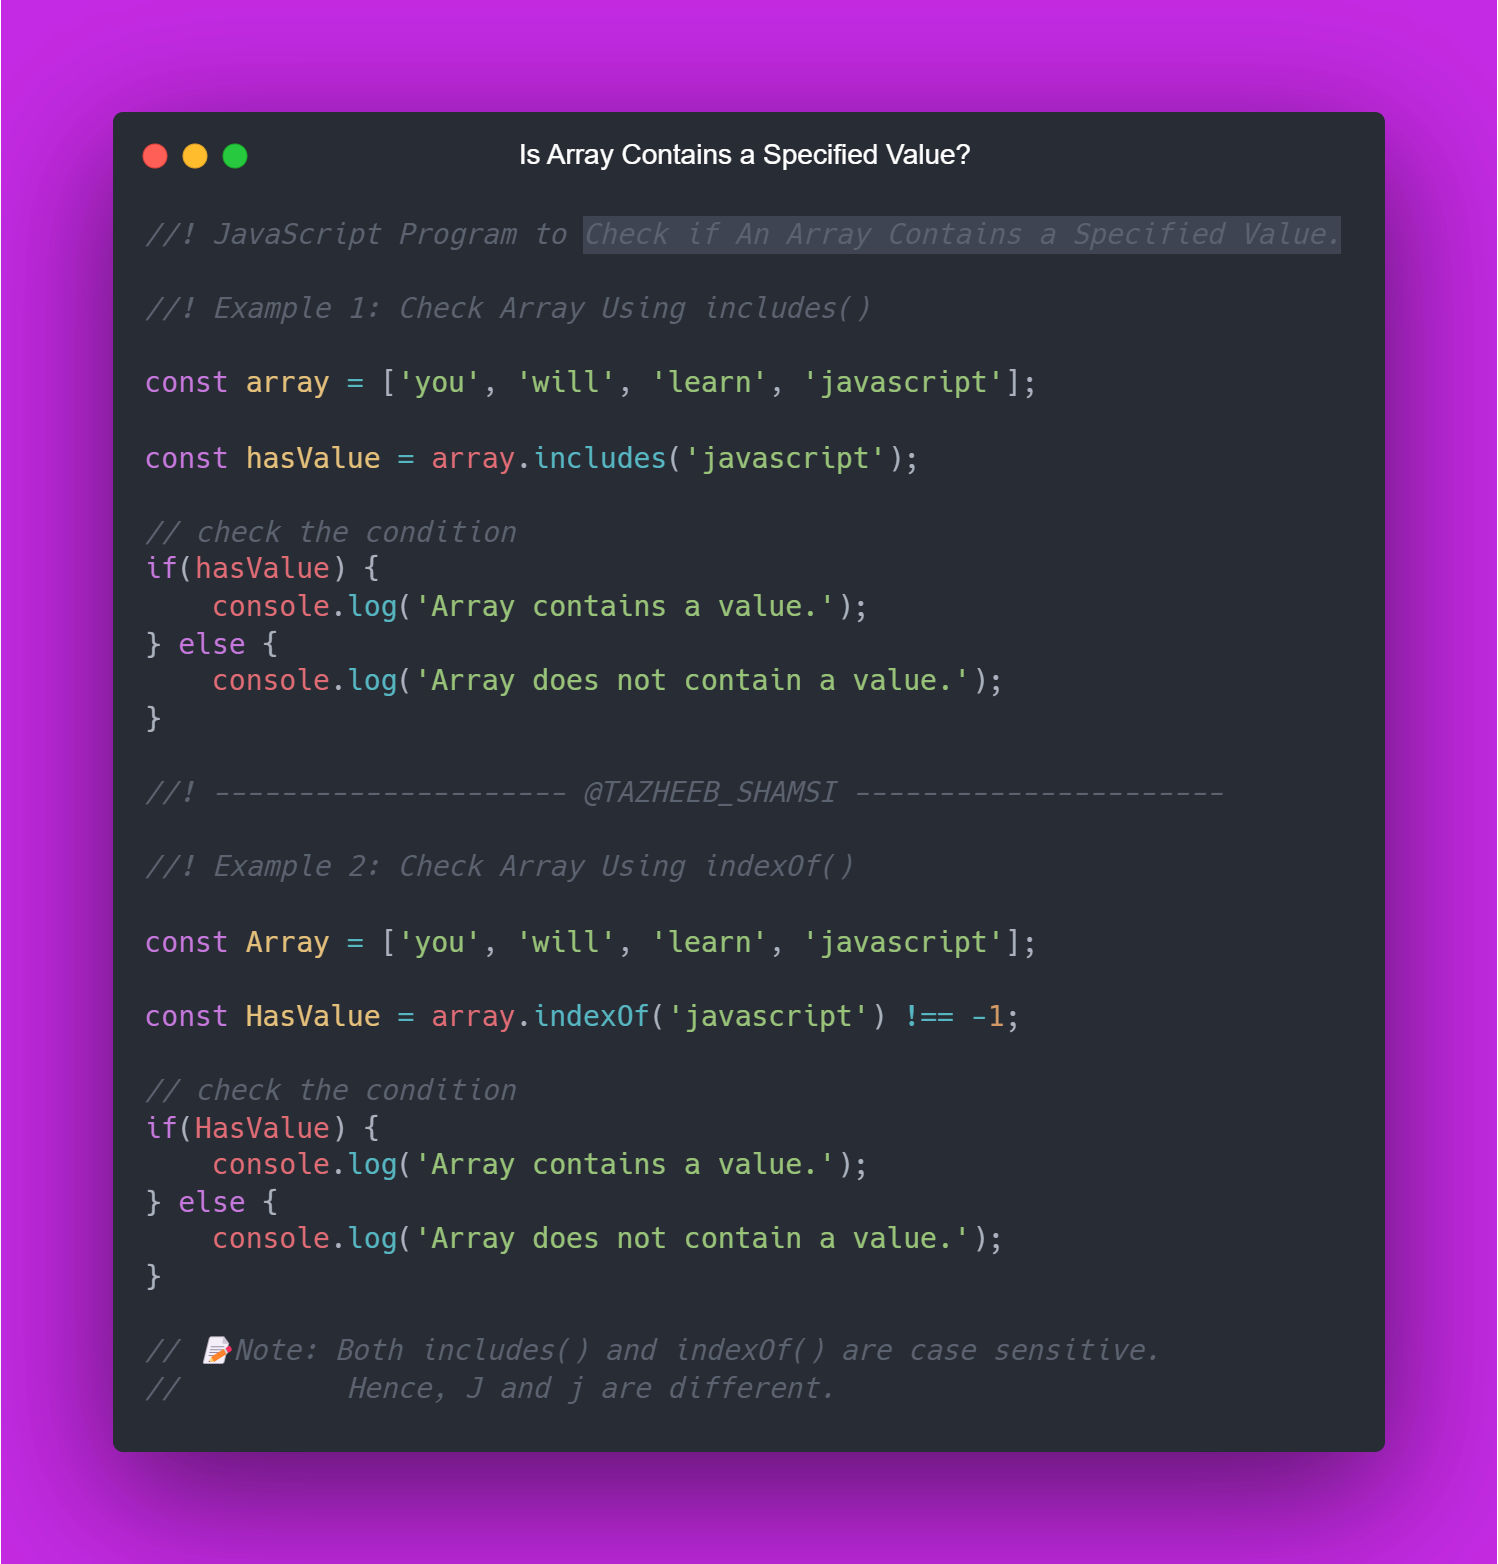 Is Array Contains a Specified Value?
//! JavaScript Program to Check if An Array Contains a Specified Value.
//! Example 1: Check Array Using includes()
const array = ['you', 'will', 'learn', 'javascript'];
const hasValue = array.includes('javascript');
// check the condition
if(hasValue) {
    console.log('Array contains a value.');
} else {
    console.log('Array does not contain a value.');
}
//! --------------------- @TAZHEEB_SHAMSI ----------------------
//! Example 2: Check Array Using indexOf()
const Array = ['you', 'will', 'learn', 'javascript'];
const HasValue = array.indexOf('javascript') !== -1;
// check the condition
if(HasValue) {
    console.log('Array contains a value.');
} else {
    console.log('Array does not contain a value.');
}
// 📝Note: Both includes() and indexOf() are case sensitive.
//          Hence, J and j are different.